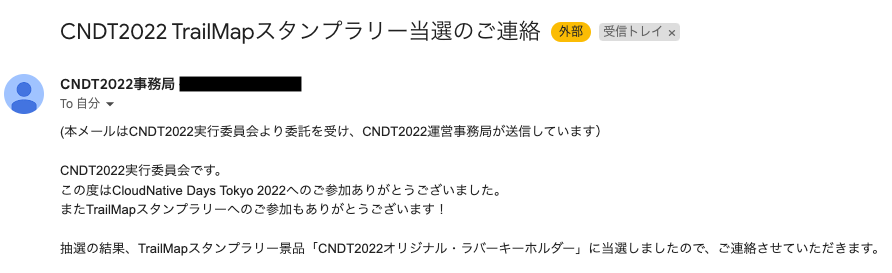 CNDT2022 TrailMapスタンプラリー当選のご連絡 外部 受信トレイ ×
CNDT2022事務局
To 自分
(本メールはCNDT2022実行委員会より委託を受け、CNDT2022運営事務局が送信しています）
CNDT2022実行委員会です。
この度はCloudNative Days Tokyo 2022へのご参加ありがとうございました。
またTrailMapスタンプラリーへのご参加もありがとうございます！
抽選の結果、TrailMapスタンプラリー景品「CNDT2022オリジナル・ラバーキーホルダー」に当選しましたので、ご連絡させていただきます。